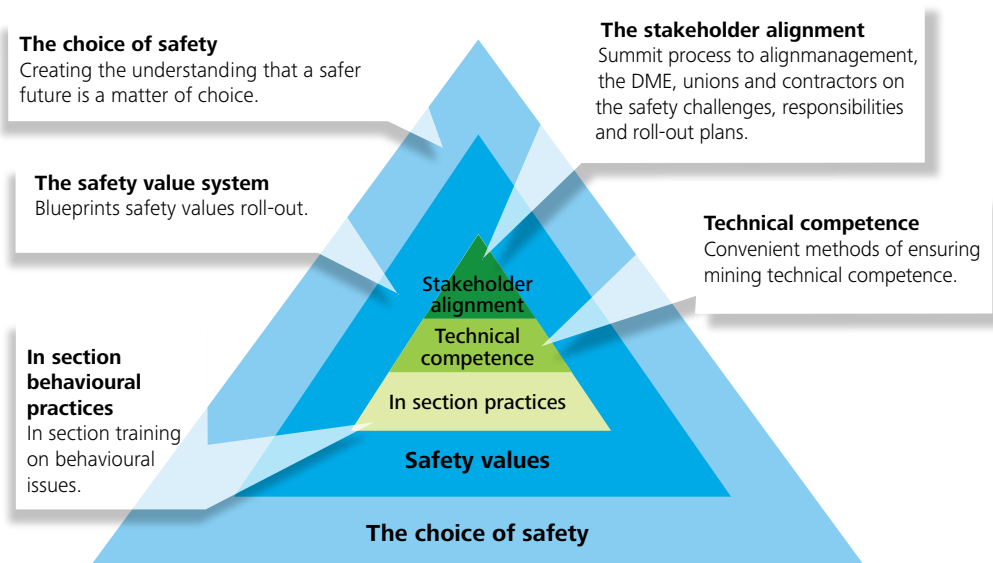 The choice of safety
Creating the understanding that a safer
future is a matter of choice.
The stakeholder alignment
Summit process to alignmanagement,
the DME, unions and contractors on
the safety challenges, responsibilities
and roll-out plans.
The safety value system
Blueprints safety values roll-out.
Technical competence
Convenient methods of ensuring
mining technical competence.
In section
behavioural
practices
In section training
on behavioural
issues.
Stakeholder
alignment
Technical
competence
In section practices
Safety values
The choice of safety